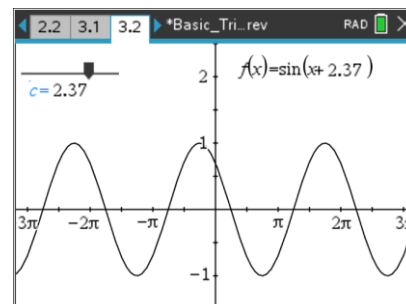 2.2 3.1 3.2 *Basic_Tri...rev RAD
c=2.37
f(x)=sin(x+ 2.37 )
2
1
-1
3π -2π -π π 2π 3